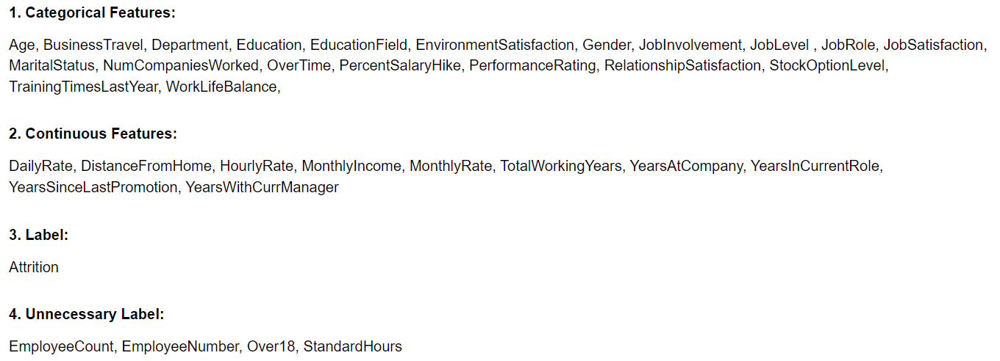 1. Categorical Features:
Age, BusinessTravel, Department, Education, EducationField, EnvironmentSatisfaction, Gender, JobInvolvement, JobLevel , JobRole, JobSatisfaction,
MaritalStatus, NumCompaniesWorked, OverTime, PercentSalaryHike, PerformanceRating, RelationshipSatisfaction, StockOptionLevel,
TrainingTimesLastYear, WorkLifeBalance,
2. Continuous Features:
DailyRate, DistanceFromHome, HourlyRate, MonthlyIncome, MonthlyRate, TotalWorkingYears, YearsAtCompany, YearsInCurrentRole,
YearsSinceLastPromotion, YearsWithCurrManager
3. Label:
Attrition
4. Unnecessary Label:
EmployeeCount, EmployeeNumber, Over18, StandardHours